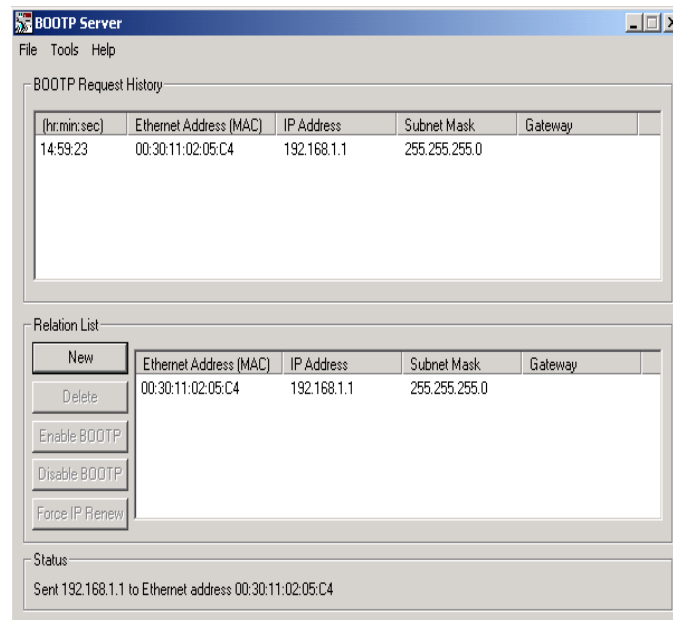 BOOTP Server
File Tools Help
BOOTP Request History
(hr:min:sec) Ethernet Address (MAC) IP Address Subnet Mask Gateway
14:59:23 00:30:11:02:05:C4 192.168.1.1 255.255.255.0
Relation List
New
Delete
Enable BOOTP
Disable BOOTP
Force IP Renew
Ethernet Address (MAC) IP Address Subnet Mask Gateway
00:30:11:02:05:C4 192.168.1.1 255.255.255.0
Status
Sent 192.168.1.1 to Ethernet address 00:30:11:02:05:C4